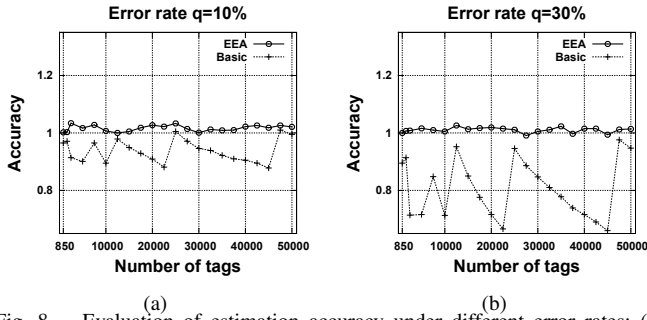 Error rate q=10%
EEA
Basic
1.2
1
0.8
Accuracy
850 10000 20000 30000 40000 50000
Number of tags
(a)
Error rate q=30%
EEA
Basic
1.2
1
0.8
Accuracy
850 10000 20000 30000 40000 50000
Number of tags
(b)
Fig. 8. Evaluation of estimation accuracy under different error rates: (